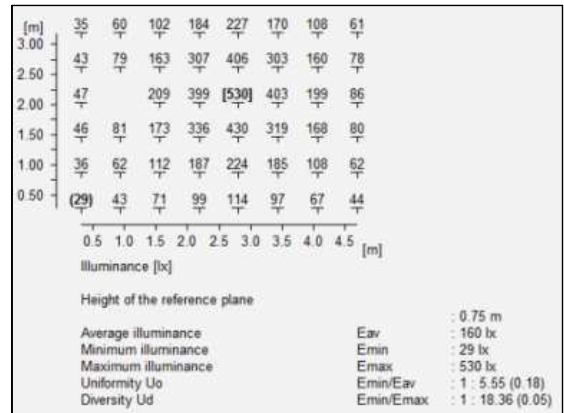 [m] 35 60 102 184 227 170 108 61
3.00
43 79 163 307 406 303 160 78
2.50
47 209 399 [530] 403 199 86
2.00
46 81 173 336 430 319 168 80
1.50
1.00 36 62 112 187 224 185 108 62
0.50 (29) 43 71 99 114 97 67 44
0.5 1.0 1.5 2.0 2.5 3.0 3.5 4.0 4.5 [m]
Illuminance [lx]
Height of the reference plane : 0.75 m
Average illuminance Eav : 160 lx
Minimum illuminance Emin : 29 lx
Maximum illuminance Emax : 530 lx
Uniformity Uo Emin/Eav : 1 : 5.55 (0.18)
Diversity Ud Emin/Emax : 1 : 18.36 (0.05)